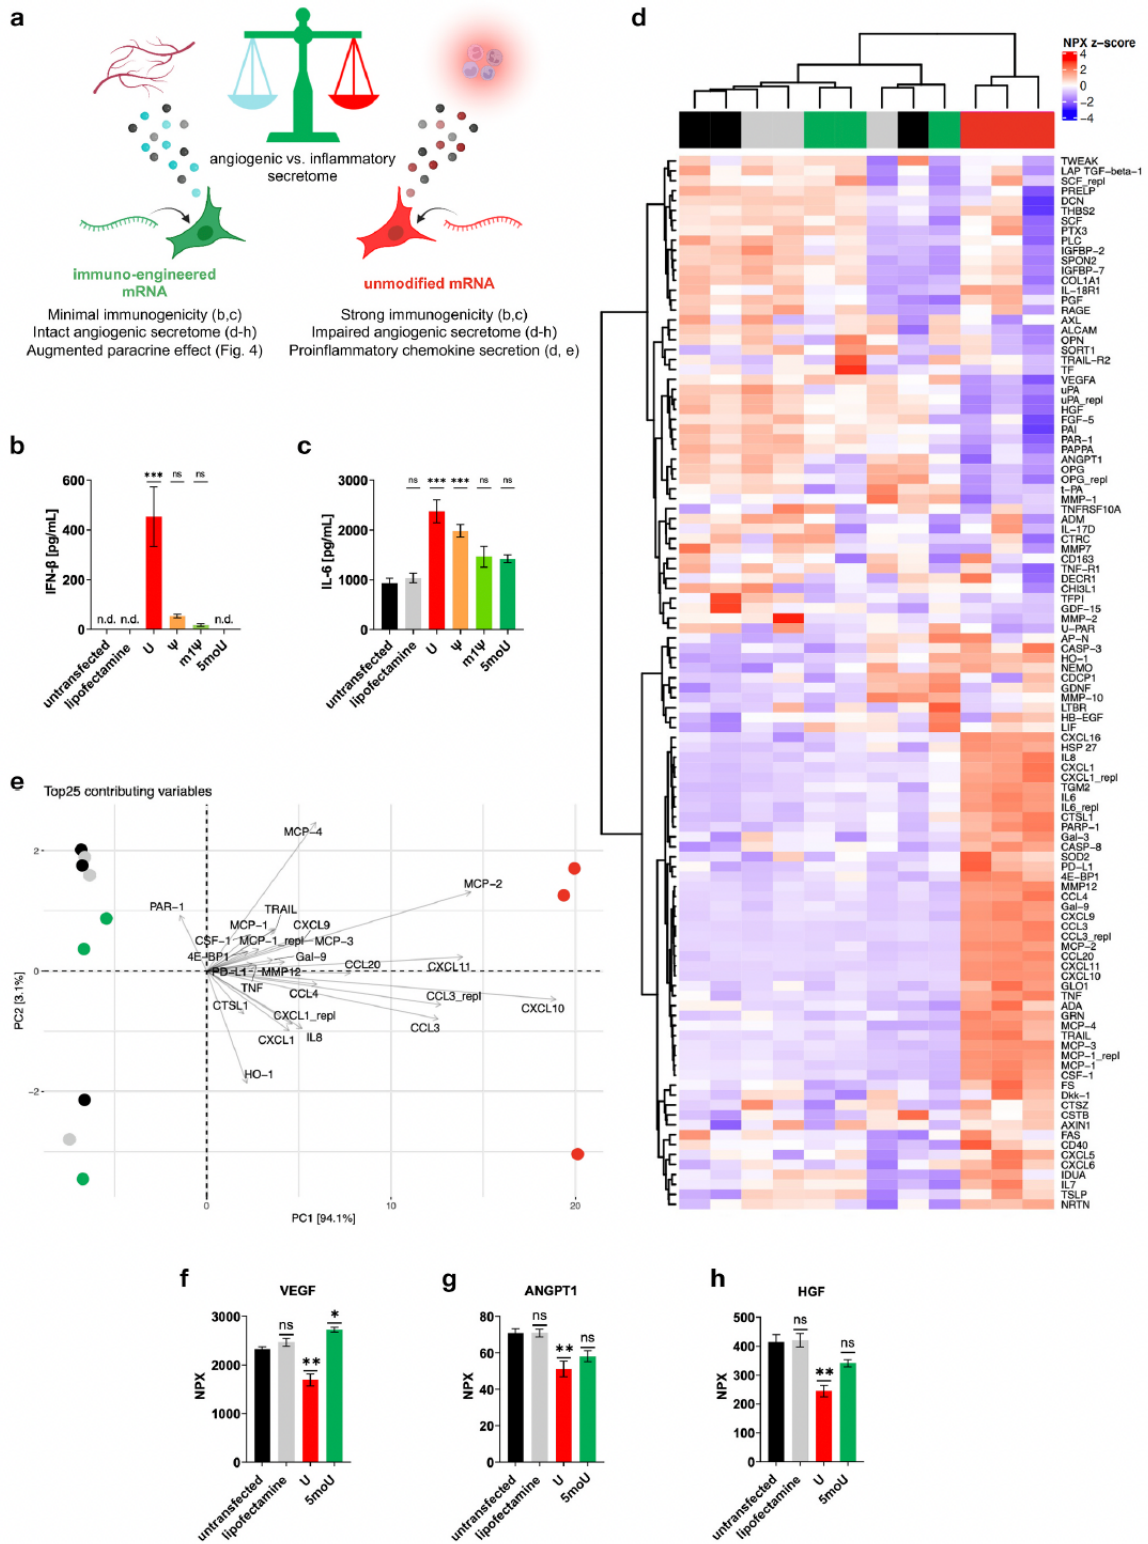 a
angiogenic vs. inflammatory
secretome
immuno-engineered
mRNA
Minimal immunogenicity (b,c)
Intact angiogenic secretome (d-h)
Augmented paracrine effect (Fig. 4)
unmodified mRNA
Strong immunogenicity (b,c)
Impaired angiogenic secretome (d-h)
Proinflammatory chemokine secretion (d, e)
b
IFN-β [pg/mL]
600
400
200
0
n.d.
n.d.
***
ns
ns
n.d.
untransfected
lipofectamine
U
Ψ
m1Ψ
5moU
c
IL-6 [pg/mL]
3000
2000
1000
0
ns
***
***
ns
ns
untransfected
lipofectamine
U
Ψ
m1Ψ
5moU
d
NPX z-score
4
2
0
−2
−4
TWEAK
LAP TGF-beta-1
SCF_repl
PRELP
DCN
THBS2
SCF
PTX3
PLC
IGFBP-2
SPON2
IGFBP-7
COL1A1
IL-18R1
PGF
RAGE
AXL
ALCAM
OPN
SORT1
TRAIL-R2
TF
VEGFA
uPA
uPA_repl
HGF
FGF-5
PAI
PAR-1
PAPPA
ANGPT1
OPG
OPG_repl
t-PA
MMP-1
TNFRSF10A
ADM
IL-17D
CTRC
MMP7
CD163
TNF-R1
DECR1
CHI3L1
TFPI
GDF-15
MMP-2
U-PAR
AP-N
CASP-3
HO-1
NEMO
CDCP1
GDNF
MMP-10
LTBR
HB-EGF
LIF
CXCL16
HSP 27
IL8
CXCL1
CXCL1_repl
TGM2
IL6
IL6_repl
CTSL1
PARP-1
Gal-3
CASP-8
SOD2
PD-L1
4E-BP1
MMP12
CCL4
Gal-9
CXCL9
CCL3
CCL3_repl
MCP-2
CCL20
CXCL11
CXCL10
GLO1
TNF
ADA
GRN
MCP-4
TRAIL
MCP-3
MCP-1_repl
MCP-1
CSF-1
FS
Dkk-1
CTSZ
CSTB
AXIN1
FAS
CD40
CXCL5
CXCL6
IDUA
IL7
TSLP
NRTN
e
Top25 contributing variables
PC2 [3.1%]
2
0
−2
MCP-4
MCP-2
PAR-1
TRAIL
MCP-1
CXCL9
CSF-1
MCP-1_repl
MCP-3
4E-BP1
Gal-9
CCL20
CXCL11
PD-L1
MMP12
TNF
CCL4
CCL3_repl
CXCL10
CTSL1
CXCL1_repl
CCL3
CXCL1
IL8
HO-1
0
10
20
PC1 [94.1%]
f
VEGF
NPX
3000
2000
1000
0
ns
**
*
untransfected
lipofectamine
U
5moU
g
ANGPT1
NPX
80
60
40
20
0
ns
**
ns
untransfected
lipofectamine
U
5moU
h
HGF
NPX
500
400
300
200
100
0
ns
**
ns
untransfected
lipofectamine
U
5moU